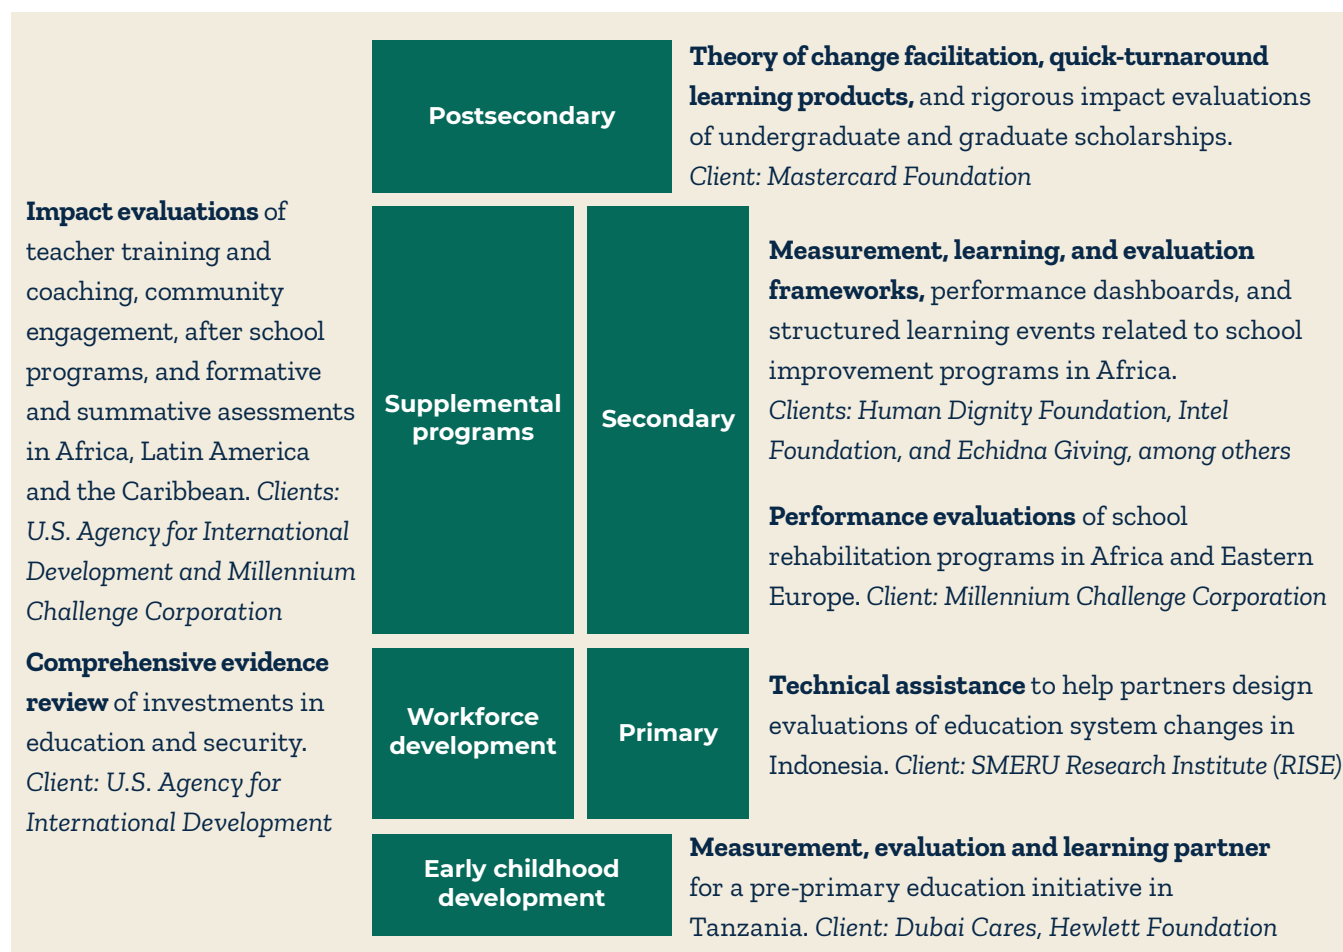 Postsecondary
Theory of change facilitation, quick-turnaround
learning products, and rigorous impact evaluations
of undergraduate and graduate scholarships.
Client: Mastercard Foundation
Impact evaluations of
teacher training and
coaching, community
engagement, after school
programs, and formative
and summative asessments
in Africa, Latin America
and the Caribbean. Clients:
U.S. Agency for International
Development and Millennium
Challenge Corporation
Supplemental
programs
Secondary
Measurement, learning, and evaluation
frameworks, performance dashboards, and
structured learning events related to school
improvement programs in Africa.
Clients: Human Dignity Foundation, Intel
Foundation, and Echidna Giving, among others
Performance evaluations of school
rehabilitation programs in Africa and Eastern
Europe. Client: Millennium Challenge Corporation
Comprehensive evidence
review of investments in
education and security.
Client: U.S. Agency for
International Development
Workforce
development
Primary
Technical assistance to help partners design
evaluations of education system changes in
Indonesia. Client: SMERU Research Institute (RISE)
Early childhood
development
Measurement, evaluation and learning partner
for a pre-primary education initiative in
Tanzania. Client: Dubai Cares, Hewlett Foundation